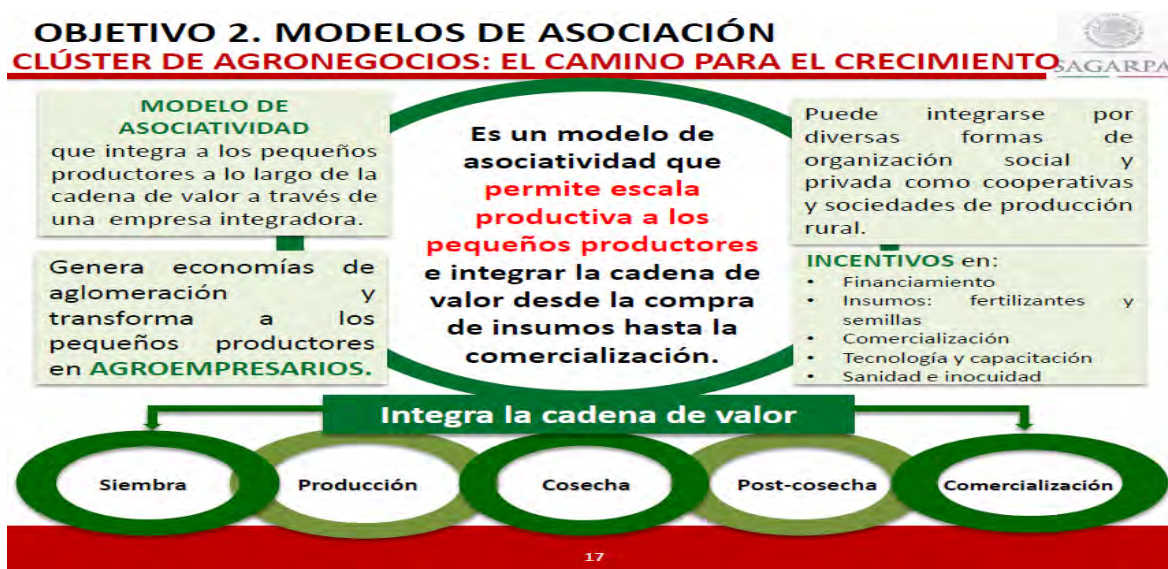 OBJETIVO 2. MODELOS DE ASOCIACIÓN
CLÚSTER DE AGRONEGOCIOS: EL CAMINO PARA EL CRECIMIENTO
SAGARPA
MODELO DE
ASOCIATIVIDAD
que integra a los pequeños
productores a lo largo de la
cadena de valor a través de
una empresa integradora.
Genera economías de
aglomeración y
transforma a los
pequeños productores
en AGROEMPRESARIOS.
Es un modelo de
asociatividad que
permite escala
productiva a los
pequeños productores
e integrar la cadena de
valor desde la compra
de insumos hasta la
comercialización.
Puede integrarse por
diversas formas de
organización social y
privada como cooperativas
y sociedades de producción
rural.
INCENTIVOS en:
• Financiamiento
• Insumos: fertilizantes y
semillas
• Comercialización
• Tecnología y capacitación
• Sanidad e inocuidad
Integra la cadena de valor
Siembra
Producción
Cosecha
Post-cosecha
Comercialización
17